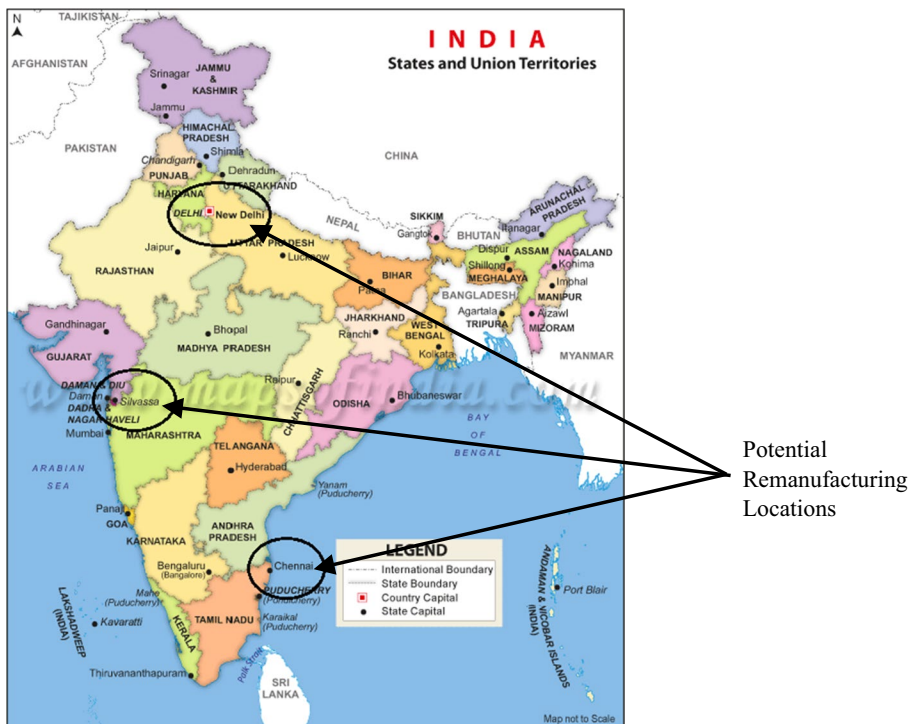 N
TAJIKISTAN
INDIA
States and Union Territories
AFGHANISTAN
JAMMU
&
KASHMIR
Srinagar
Jammu
HIMACHAL
PRADESH
Shimla
PAKISTAN
CHINA
Chandigarh
PUNJAB
Dehradun
UTTARAKHAND
HARYANA
DELHI
New Delhi
ARUNACHAL
PRADESH
Itanagar
NEPAL
SIKKIM
Gangtok
BHUTAN
Dispur
ASSAM
NAGALAND
Kohima
Shillong
MEGHALAYA
Imphal
MANIPUR
Jaipur
UTTAR PRADESH
Lucknow
RAJASTHAN
BIHAR
Patna
BANGLADESH
Agartala
TRIPURA
Aizawl
MIZORAM
Gandhinagar
Bhopal
MADHYA PRADESH
JHARKHAND
Ranchi
WEST
BENGAL
Kolkata
MYANMAR
GUJARAT
DAMAN & DIU
Daman
Silvassa
DADRA &
NAGAR HAVELI
Raipur
CHHATTISGARH
ODISHA
Bhubaneswar
Mumbai
MAHARASHTRA
BAY
OF
BENGAL
TELANGANA
Hyderabad
ARABIAN
SEA
Yanam
(Puducherry)
Potential
Remanufacturing
Locations
Panaji
GOA
KARNATAKA
ANDHRA
PRADESH
Bengaluru
(Bangalore)
Chennai
LEGEND
International Boundary
State Boundary
Country Capital
State Capital
Mahe
(Puducherry)
PUDUCHERRY
(Puducherry)
LAKSHADWEEP
(INDIA)
Kavaratti
KERALA
TAMIL NADU
Karaikal
(Puducherry)
ANDAMAN & NICOBAR ISLANDS
(INDIA)
Port Blair
Thiruvananthapuram
Palk Strait
SRI
LANKA
Map not to Scale